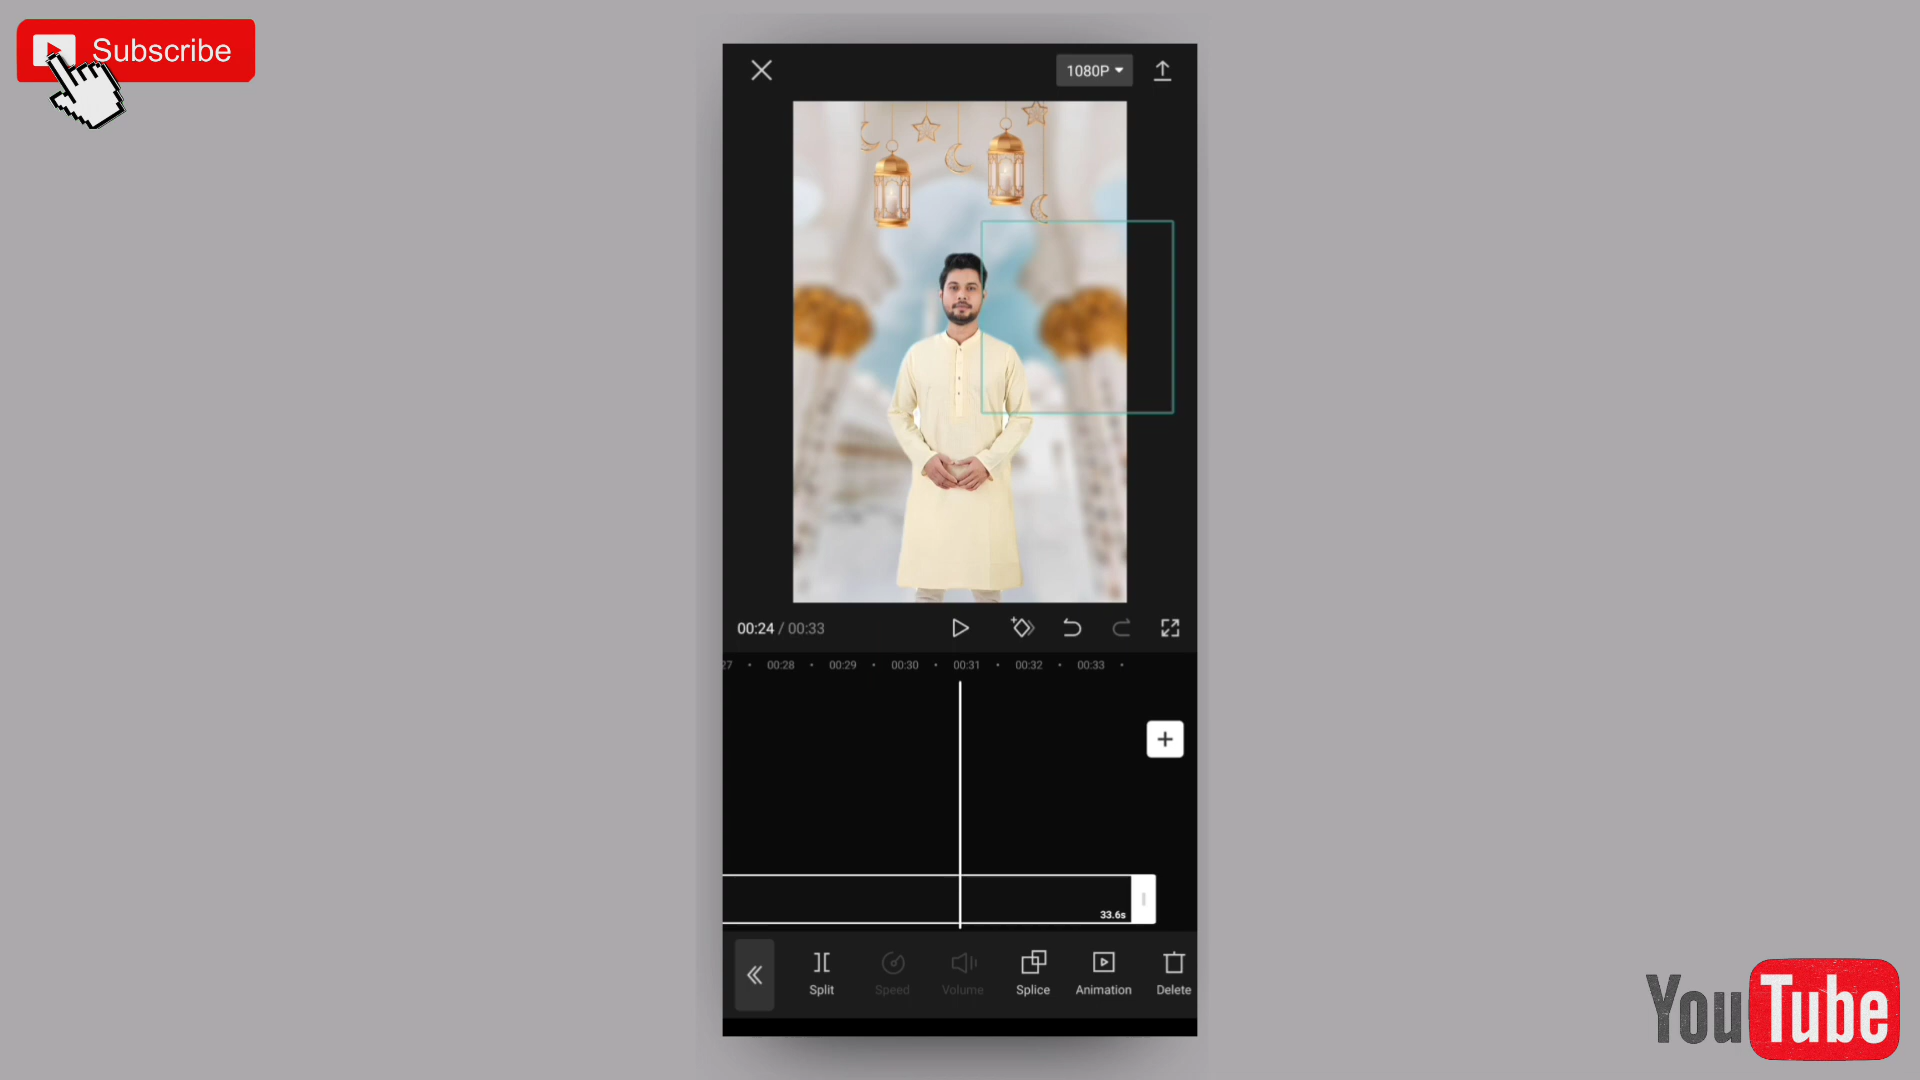 Subscribe
1080P
00:24 / 00:33
27 00:28 00:29 00:30 00:31 00:32 00:33
+
33.6s
Split Speed Volume Splice Animation Delete
YouTube